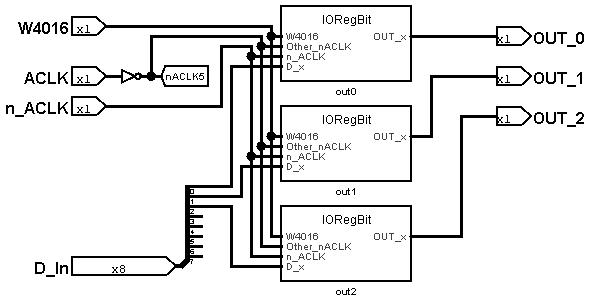 W4016 x1
ACLK x1
nACLK5
n_ACLK x1
D_In x8
0
1
2
3
4
5
6
7
IORegBit
W4016 OUT_x
Other_nACLK
n_ACLK
D_x
out0
IORegBit
W4016 OUT_x
Other_nACLK
n_ACLK
D_x
out1
IORegBit
W4016 OUT_x
Other_nACLK
n_ACLK
D_x
out2
x1 OUT_0
x1 OUT_1
x1 OUT_2